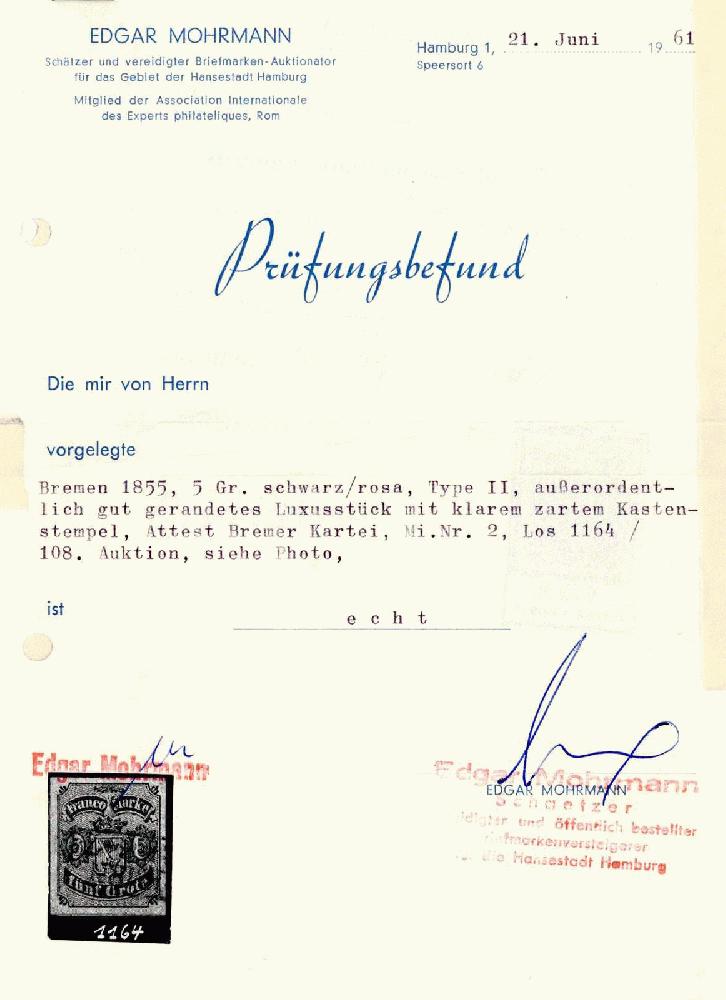 EDGAR MOHRMANN
Schätzer und vereidigter Briefmarken-Auktionator
für das Gebiet der Hansestadt Hamburg
Mitglied der Association Internationale
des Experts philateliques, Rom
Hamburg 1, 21. Juni 1961
Speersort 6
Prüfungsbefund
Die mir von Herrn
vorgelegte
Bremen 1855, 5 Gr. schwarz/rosa, Type II, außerordent-
lich gut gerandetes Luxusstück mit klarem zartem Kasten-
stempel, Attest Bremer Kartei, Mi.Nr. 2, Los 1164 /
108. Auktion, siehe Photo,
ist
e c h t
Edgar Mohrmann
franco marke
5 5
fünf Grote
1164
Edgar Mohrmann
EDGAR MOHRMANN
Schaetzer
und öffentlich bestellter
die Hansestadt Hamburg